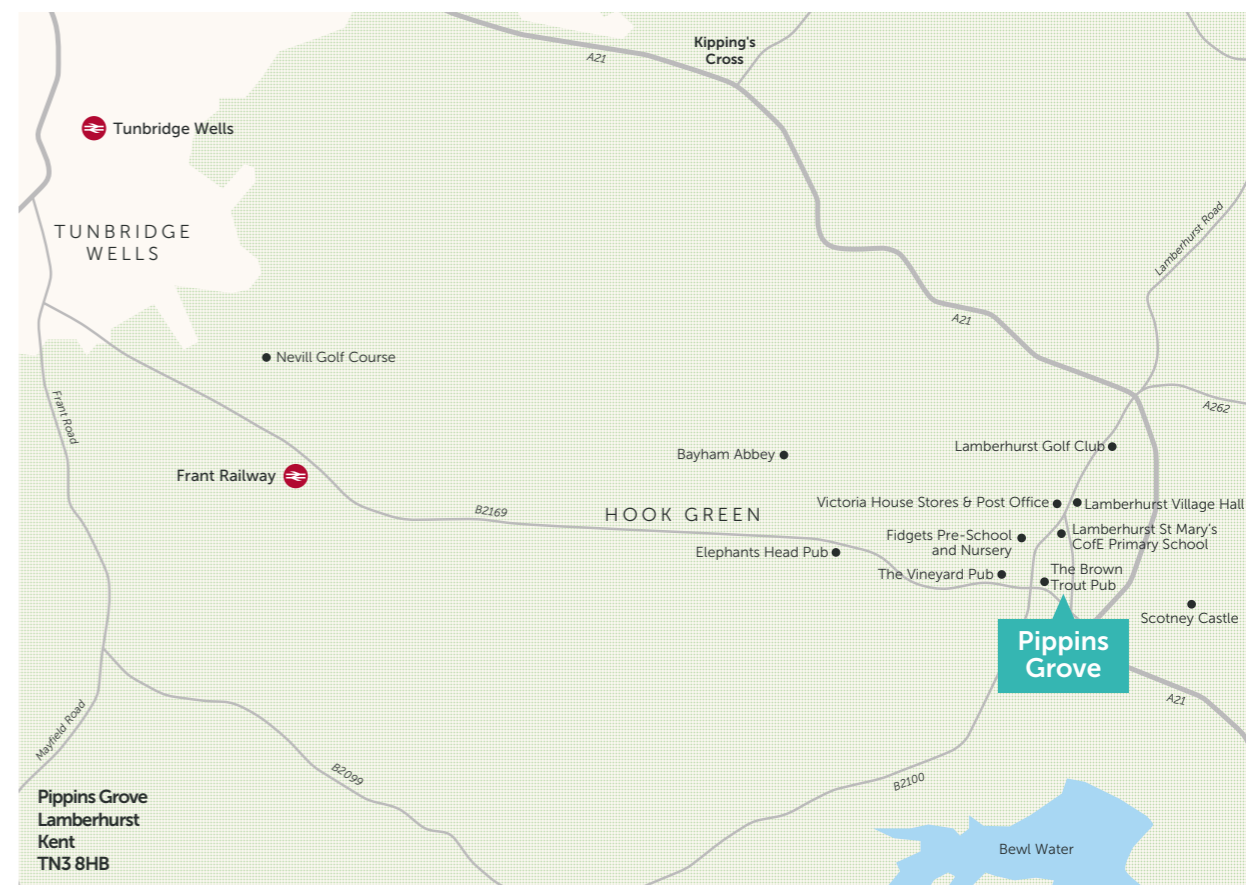 Kipping's
Cross
A21
Tunbridge Wells
TUNBRIDGE
WELLS
Lamberhurst Road
A21
Nevill Golf Course
Frant Road
A262
Lamberhurst Golf Club
Bayham Abbey
Frant Railway
Victoria House Stores & Post Office
Lamberhurst Village Hall
B2169
HOOK GREEN
Lamberhurst St Mary's
CofE Primary School
Fidgets Pre-School
and Nursery
Elephants Head Pub
The Vineyard Pub
The Brown
Trout Pub
Scotney Castle
Pippins
Grove
A21
Mayfield Road
B2099
B2100
Pippins Grove
Lamberhurst
Kent
TN3 8HB
Bewl Water